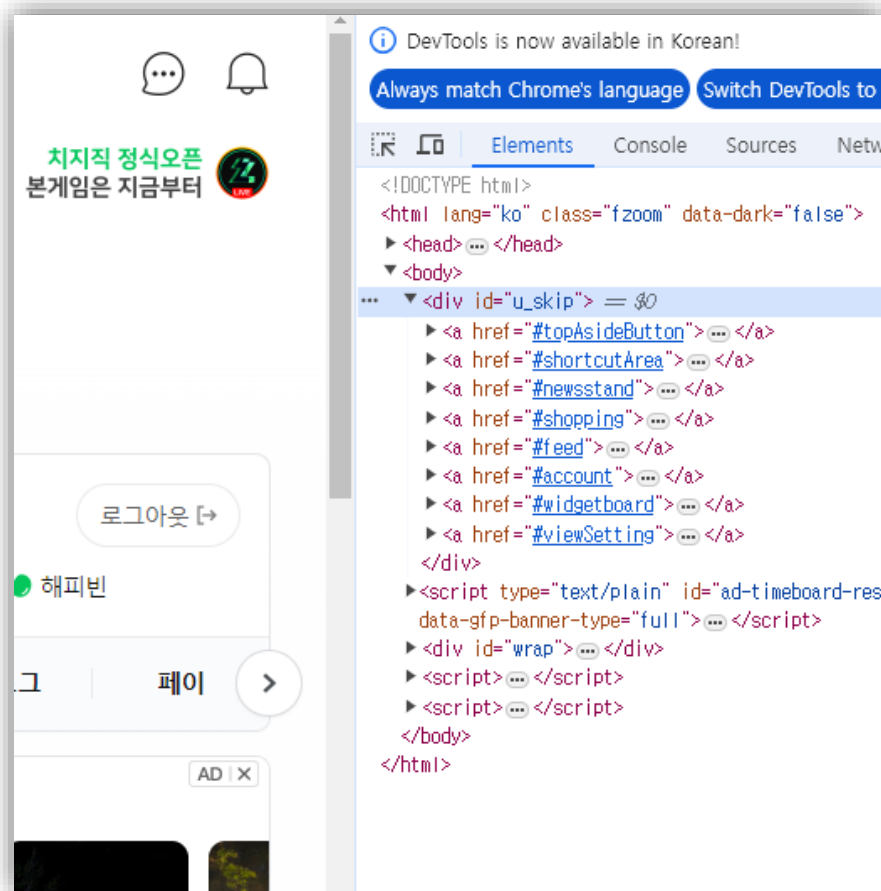 치지직 정식오픈
본게임은 지금부터
LIVE
로그아웃
해피빈
그
페이
AD
DevTools is now available in Korean!
Always match Chrome's language
Switch DevTools to
Elements Console Sources Netw
<!DOCTYPE html>
<html lang="ko" class="fzoom" data-dark="false">
<head> </head>
<body>
<div id="u_skip"> == $0
<a href="#topAsideButton"> </a>
<a href="#shortcutArea"> </a>
<a href="#newsstand"> </a>
<a href="#shopping"> </a>
<a href="#feed"> </a>
<a href="#account"> </a>
<a href="#widgetboard"> </a>
<a href="#viewSetting"> </a>
</div>
<script type="text/plain" id="ad-timeboard-res
data-gfp-banner-type="full"> </script>
<div id="wrap"> </div>
<script> </script>
<script> </script>
</body>
</html>